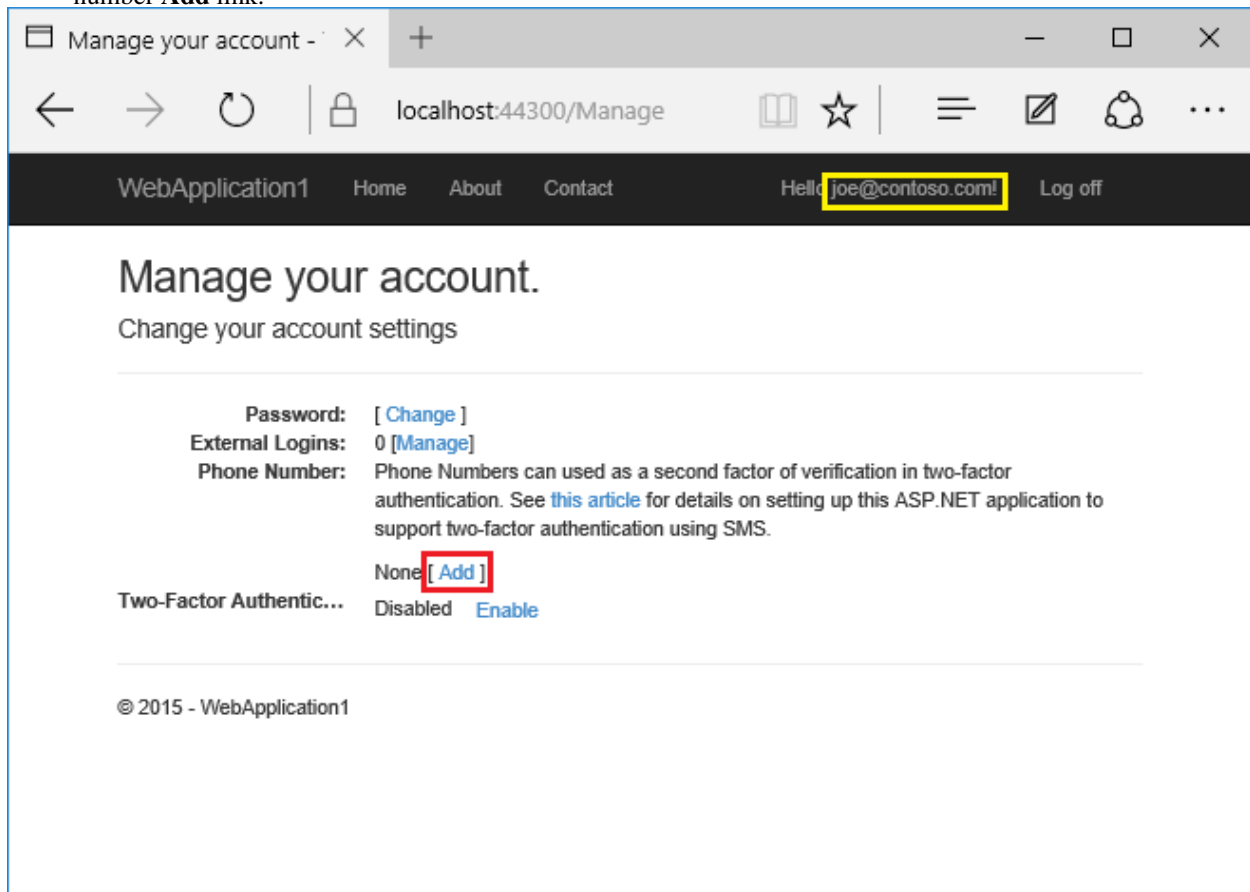 number Add link.
Manage your account -
localhost:44300/Manage
WebApplication1 Home About Contact Hello joe@contoso.com! Log off
Manage your account.
Change your account settings
Password: [ Change ]
External Logins: 0 [Manage]
Phone Number: Phone Numbers can used as a second factor of verification in two-factor
authentication. See this article for details on setting up this ASP.NET application to
support two-factor authentication using SMS.
None [ Add ]
Two-Factor Authentic... Disabled Enable
© 2015 - WebApplication1